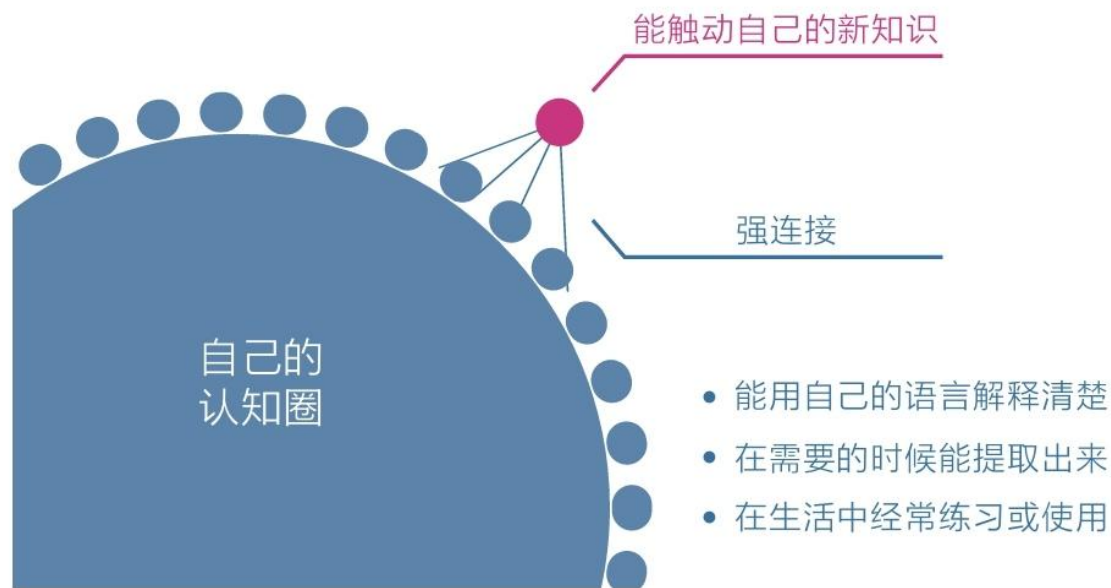 能触动自己的新知识
强连接
自己的
认知圈
• 能用自己的语言解释清楚
• 在需要的时候能提取出来
• 在生活中经常练习或使用